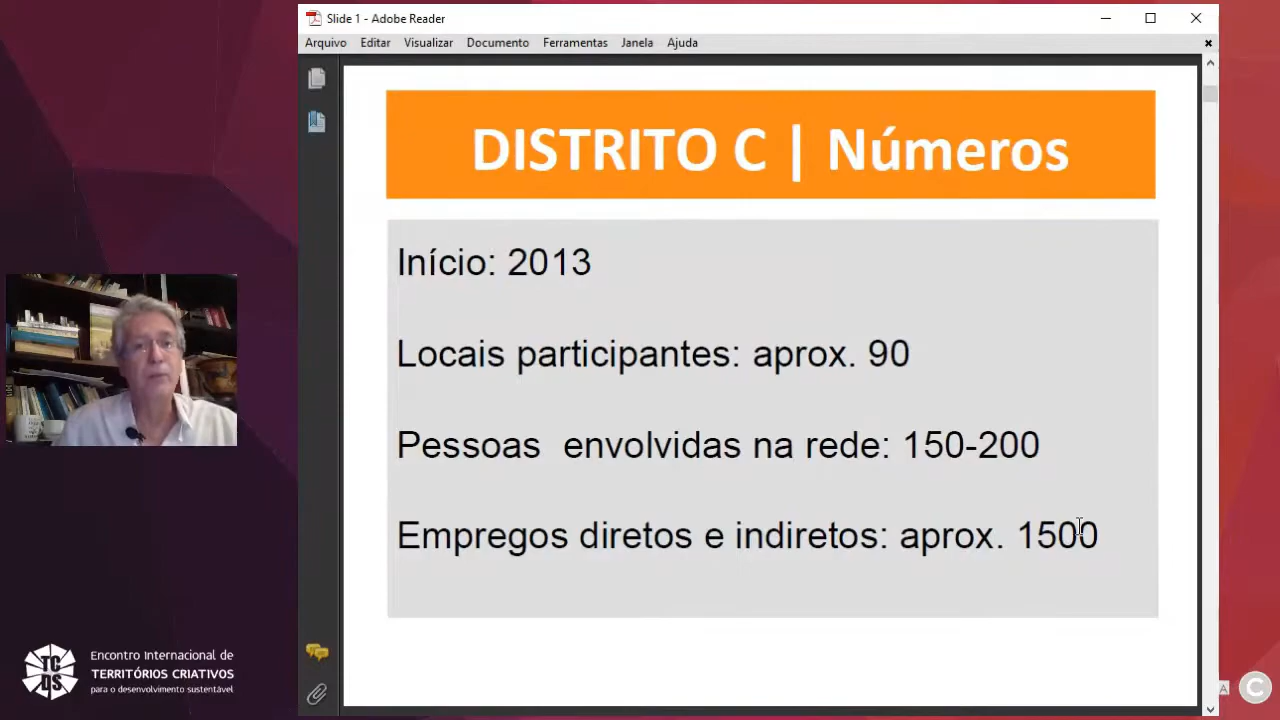 Slide 1 - Adobe Reader
Arquivo Editar Visualizar Documento Ferramentas Janela Ajuda
DISTRITO C | Números
Início: 2013
Locais participantes: aprox. 90
Pessoas envolvidas na rede: 150-200
Empregos diretos e indiretos: aprox. 1500
TC
DS
Encontro Internacional de
TERRITÓRIOS CRIATIVOS
para o desenvolvimento sustentável
A
C